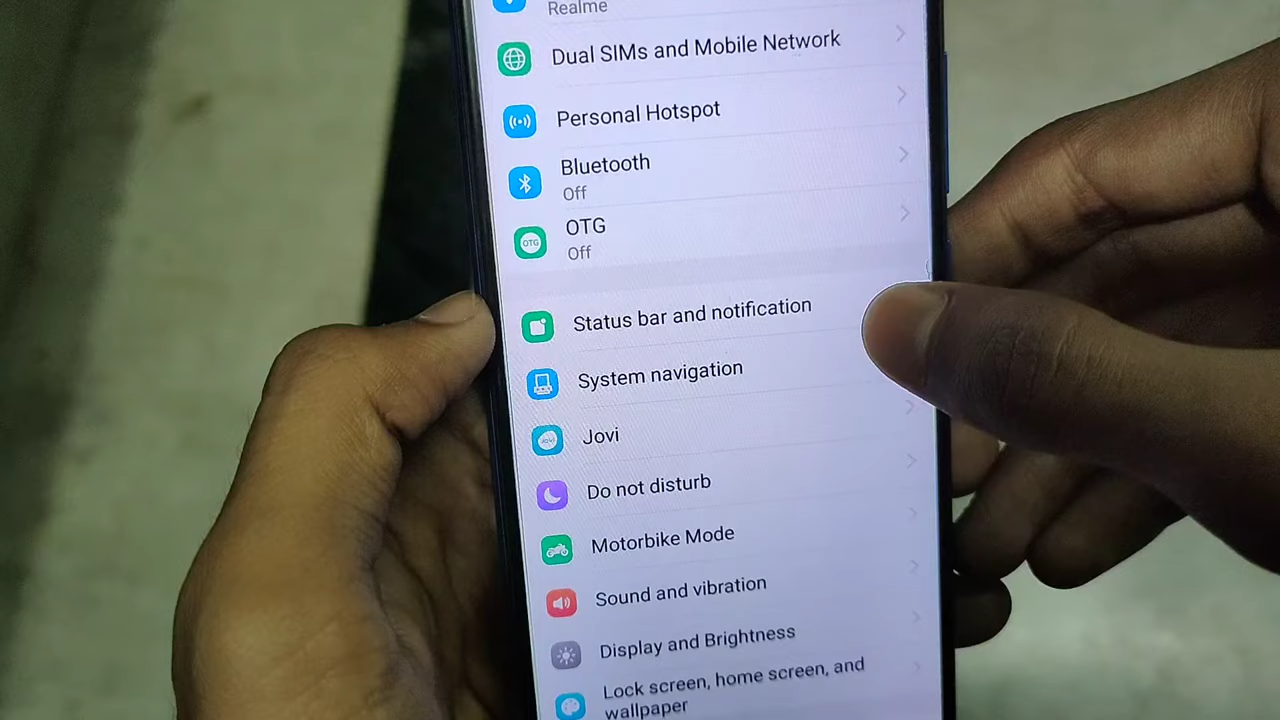 Realme
Dual SIMs and Mobile Network
Personal Hotspot
Bluetooth
Off
OTG
OTG
Off
Status bar and notification
System navigation
Jovi
Jovi
Do not disturb
Motorbike Mode
Sound and vibration
Display and Brightness
Lock screen, home screen, and
wallpaper